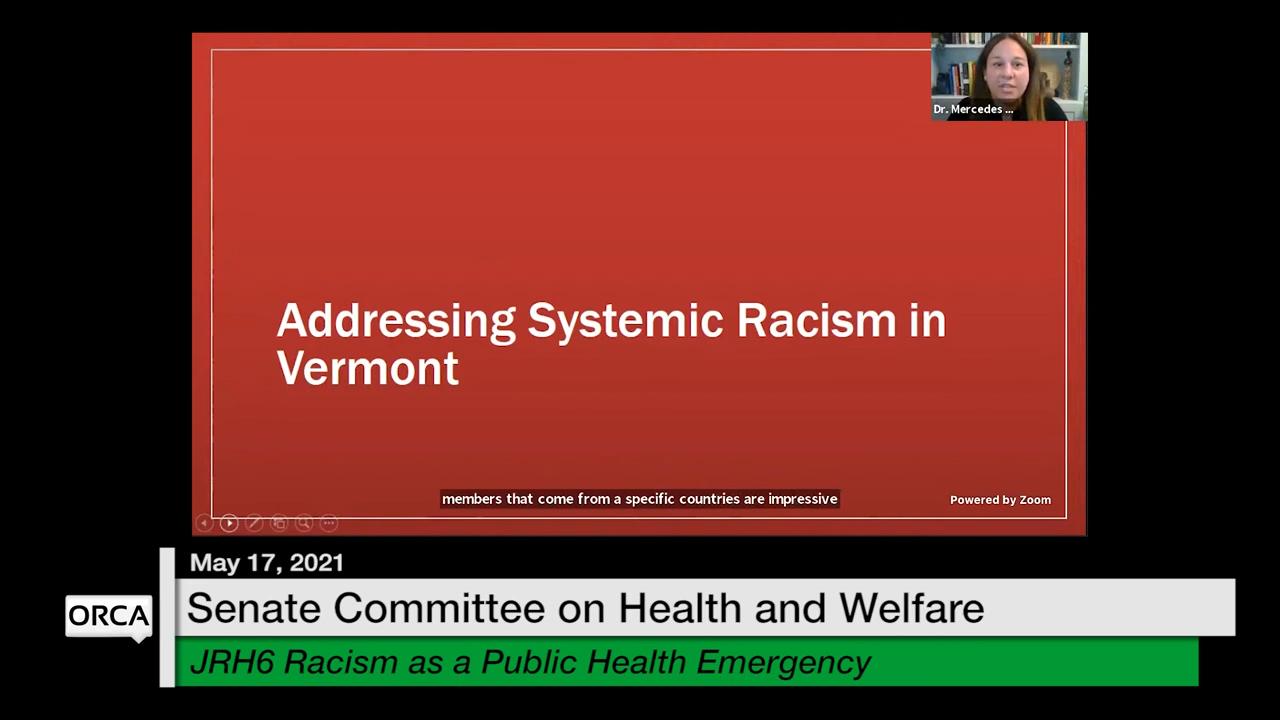 Dr. Mercedes ...
Addressing Systemic Racism in
Vermont
members that come from a specific countries are impressive
Powered by Zoom
May 17, 2021
ORCA
Senate Committee on Health and Welfare
JRH6 Racism as a Public Health Emergency